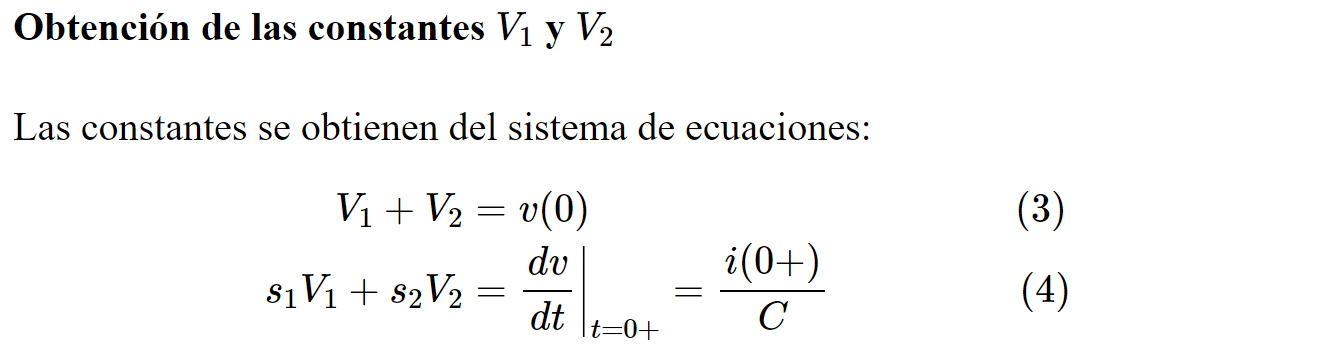 Obtención de las constantes V₁ y V₂
Las constantes se obtienen del sistema de ecuaciones:
V₁ + V₂ = v(0) (3)
s₁V₁ + s₂V₂ = dv/dt|ₜ₌₀₊ = i(0+)/C (4)